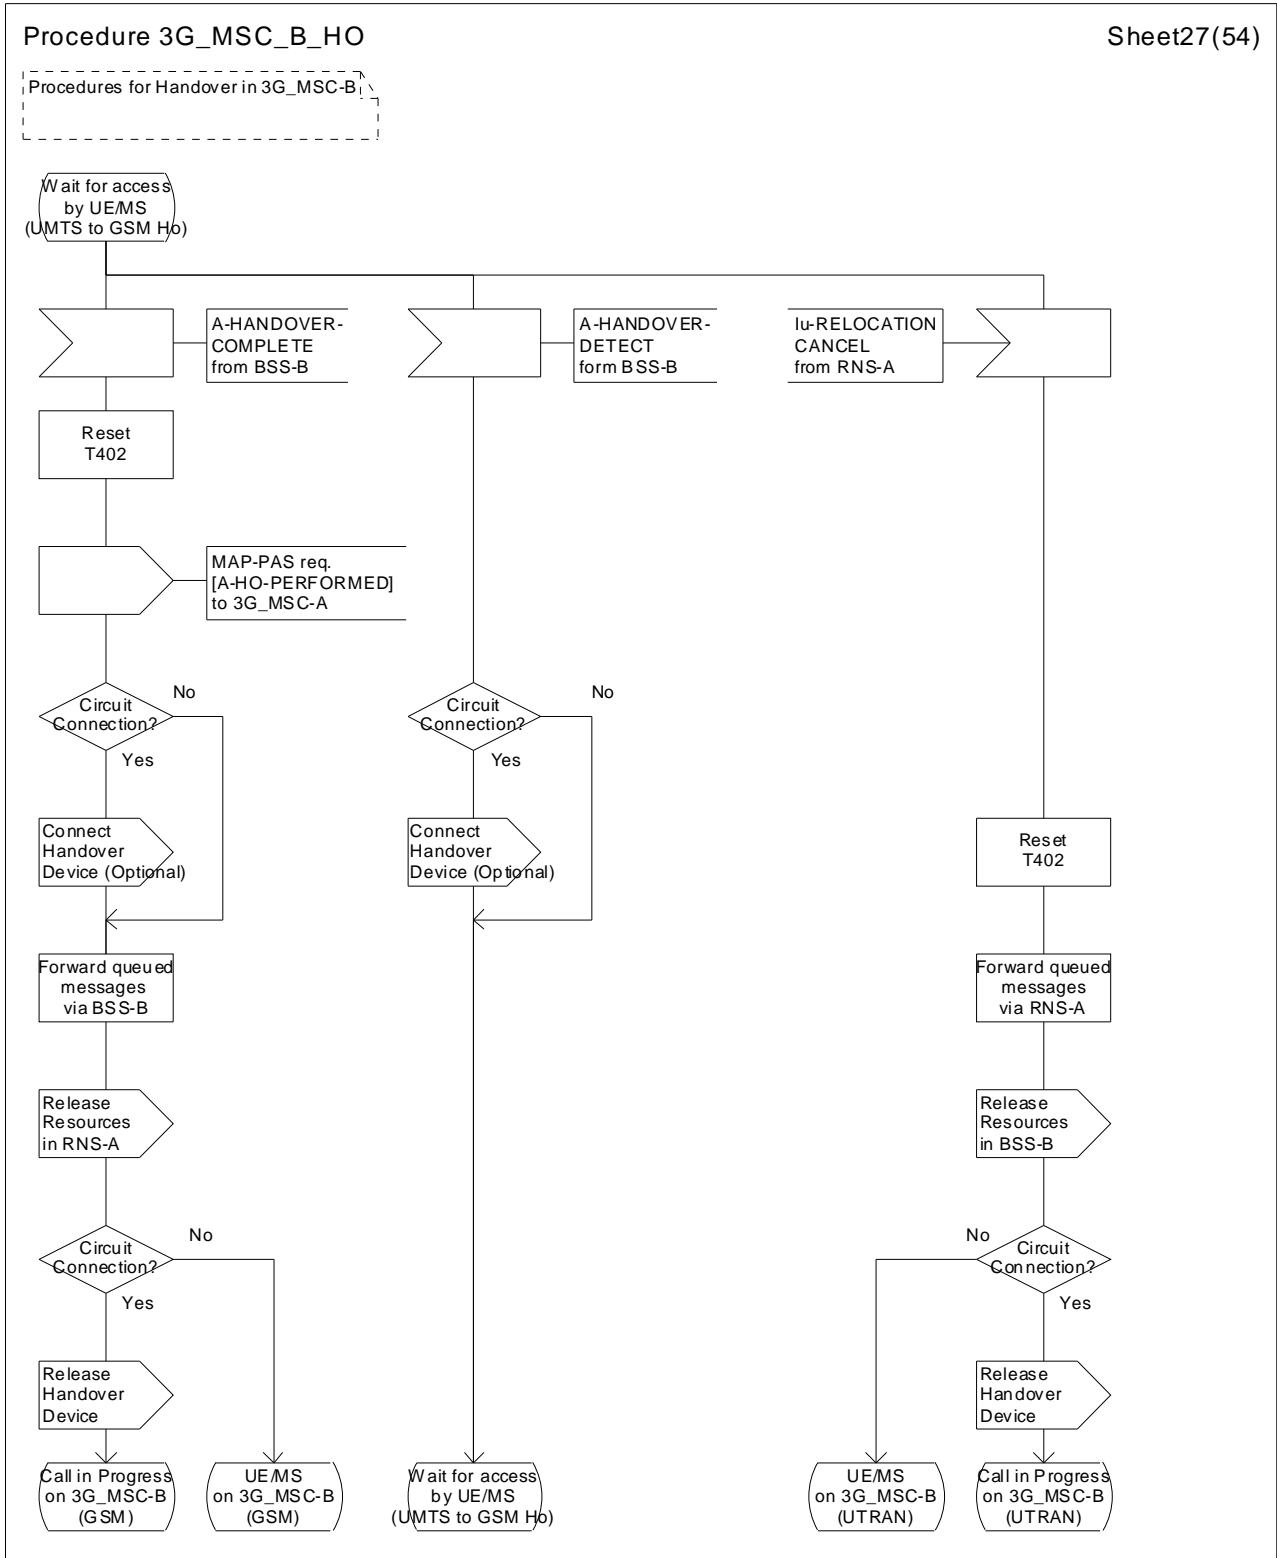 Procedure 3G_MSC_B_HO
Sheet27(54)
Procedures for Handover in 3G_MSC-B
Wait for access
by UE/MS
(UMTS to GSM Ho)
A-HANDOVER-
COMPLETE
from BSS-B
A-HANDOVER-
DETECT
form BSS-B
Iu-RELOCATION
CANCEL
from RNS-A
Reset
T402
MAP-PAS req.
[A-HO-PERFORMED]
to 3G_MSC-A
Circuit
Connection?
No
Yes
Circuit
Connection?
No
Yes
Connect
Handover
Device (Optional)
Connect
Handover
Device (Optional)
Reset
T402
Forward queued
messages
via BSS-B
Forward queued
messages
via RNS-A
Release
Resources
in RNS-A
Release
Resources
in BSS-B
Circuit
Connection?
No
Yes
No
Circuit
Connection?
Yes
Release
Handover
Device
Release
Handover
Device
Call in Progress
on 3G_MSC-B
(GSM)
UE/MS
on 3G_MSC-B
(GSM)
Wait for access
by UE/MS
(UMTS to GSM Ho)
UE/MS
on 3G_MSC-B
(UTRAN)
Call in Progress
on 3G_MSC-B
(UTRAN)